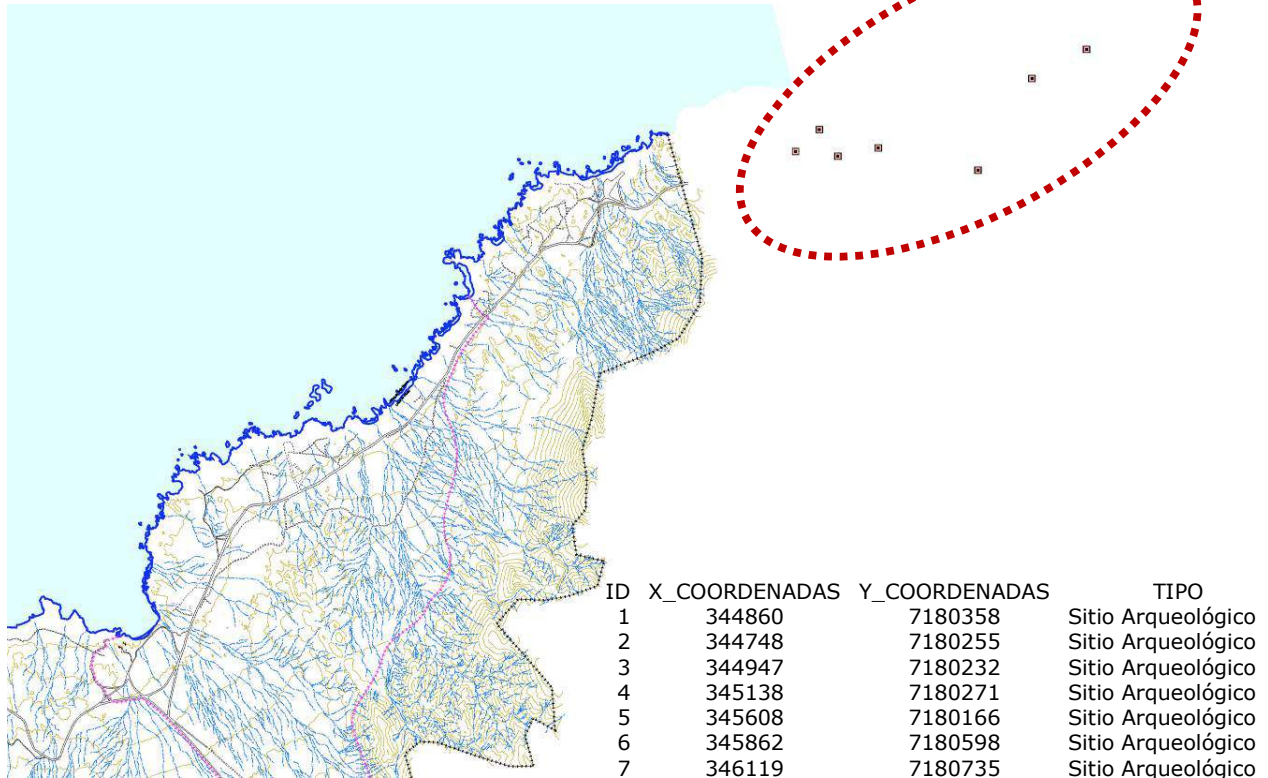 ID X_COORDENADAS Y_COORDENADAS TIPO
1 344860 7180358 Sitio Arqueológico
2 344748 7180255 Sitio Arqueológico
3 344947 7180232 Sitio Arqueológico
4 345138 7180271 Sitio Arqueológico
5 345608 7180166 Sitio Arqueológico
6 345862 7180598 Sitio Arqueológico
7 346119 7180735 Sitio Arqueológico